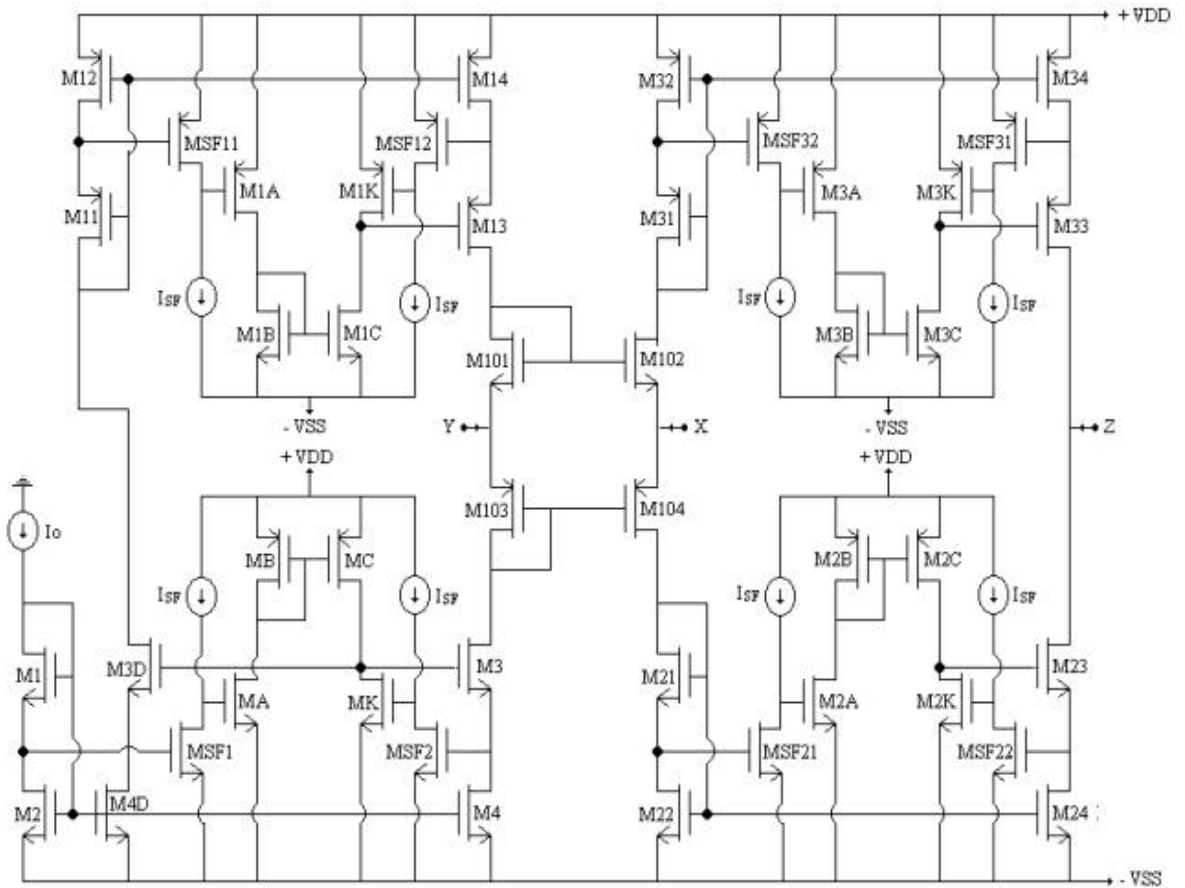 + VDD
M12 M14 M32 M34
MSF11 MSF12 MSF32 MSF31
M1A M1K M3A M3K
M11 M13 M31 M33
ISF ISF ISF ISF
M1B M1C M3B M3C
M101 M102
- VSS Y X - VSS Z
+ VDD + VDD
M103 M104
Io
MB MC M2B M2C
ISF ISF ISF ISF
M1 M3D M3 M21 M23
MA MK M2A M2K
MSF1 MSF2 MSF21 MSF22
M2 M4D M4 M22 M24
- VSS